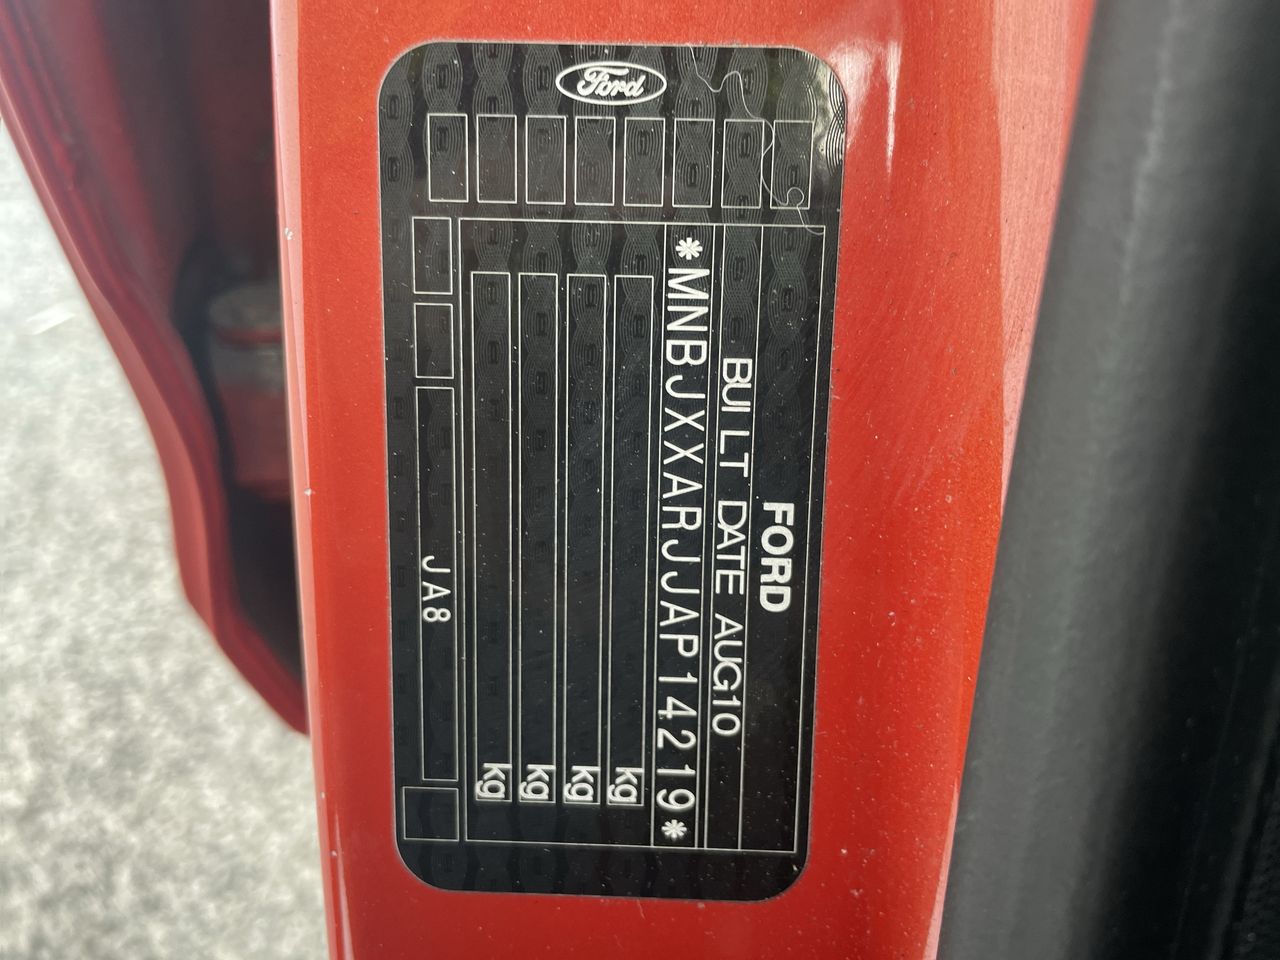 Ford
FORD
BUILT DATE AUG10
*MNBJXXARJJAP14219*
kg
kg
kg
kg
JA8